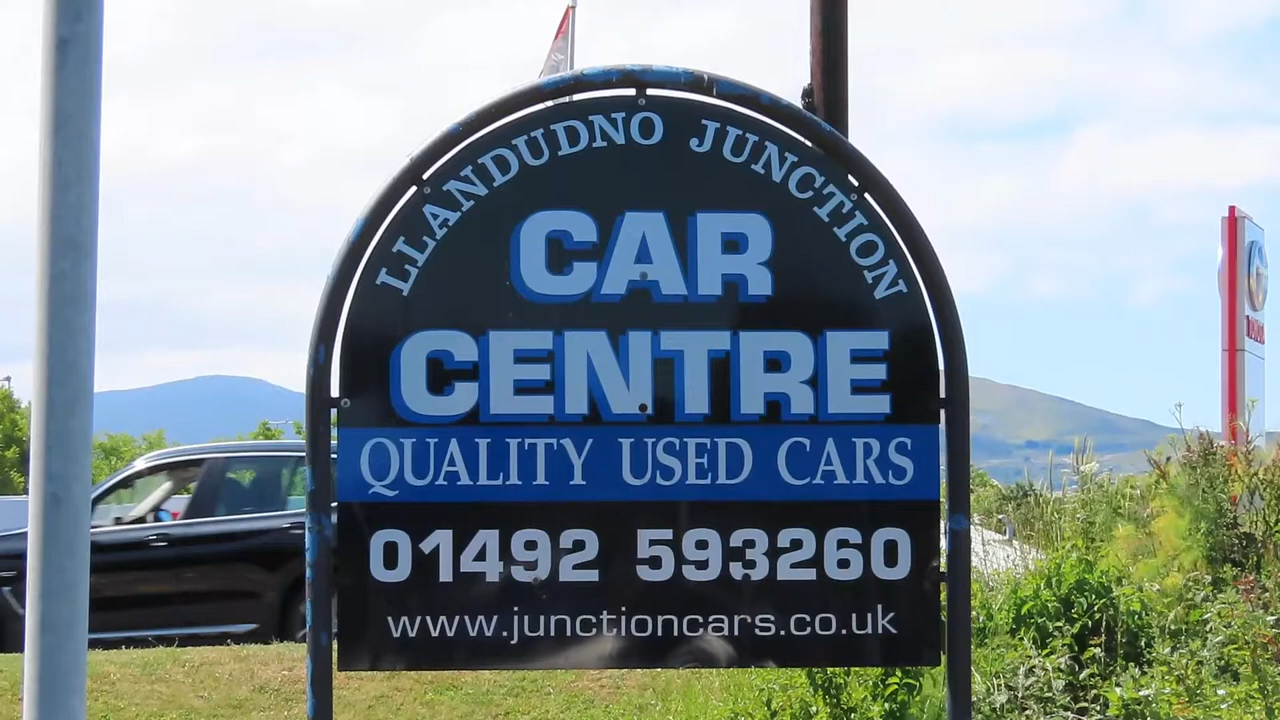 LLANDUDNO JUNCTION
CAR
CENTRE
QUALITY USED CARS
01492 593260
www.junctioncars.co.uk